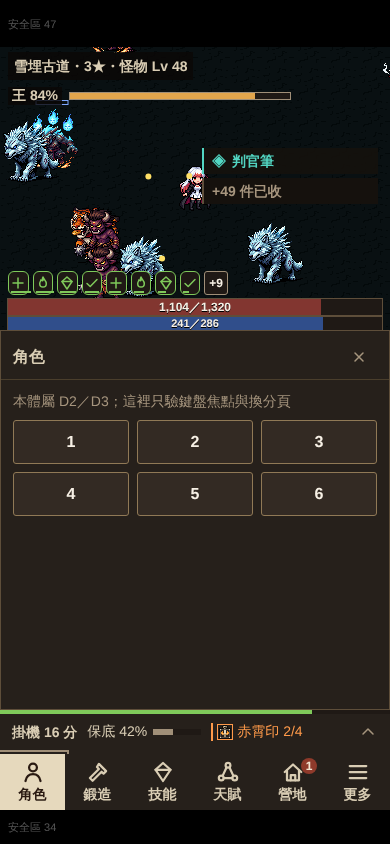 安全區 47
雪埋古道・3★・怪物 Lv 48
王 84%
判官筆
+49 件已收
+9
1,104／1,320
241／286
角色
本體屬 D2／D3；這裡只驗鍵盤焦點與換分頁
1 2 3
4 5 6
掛機 16 分 保底 42% 赤霄印 2/4
1
角色 鍛造 技能 天賦 營地 更多
安全區 34